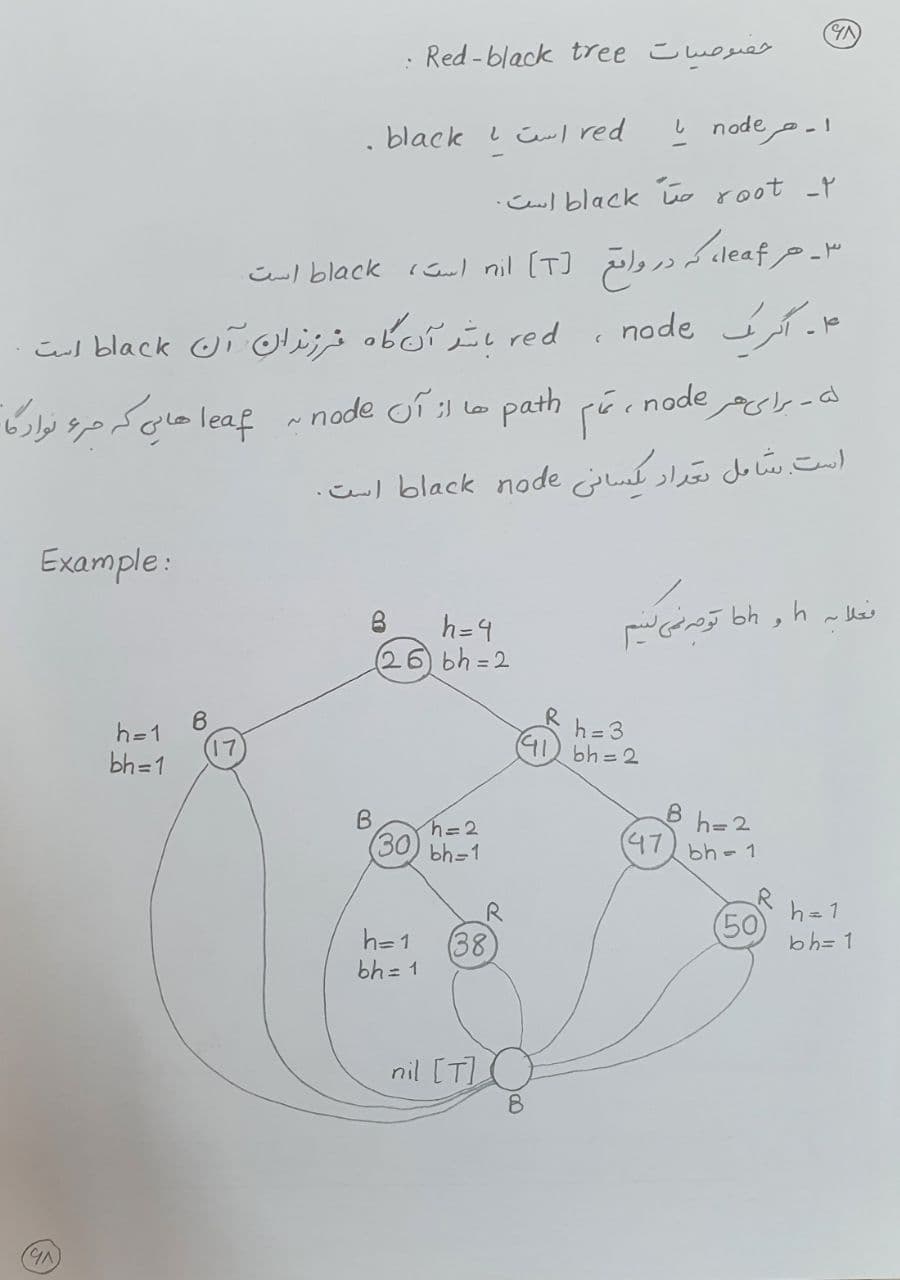 ۶۸
خصوصیات Red-black tree :
۱- هر node یا red است یا black .
۲- root حتماً black است.
۳- هر leaf، که در واقع nil [T] است، black است
۴- اگر یک node ، red باشد آن گاه فرزندان آن black است .
۵- برای هر node، تمام path ها از آن node به leaf هایی که جزء
است. شامل تعداد یکسانی black node است.
Example:
فعلا به h و bh توجه نمی کنیم
B h=4
26 bh=2
h=1 B
bh=1 17
R h=3
41 bh=2
B h=2
30 bh=1
B h=2
47 bh=1
R
h=1 38
bh=1
R h=1
50 bh=1
nil [T]
B
۶۸